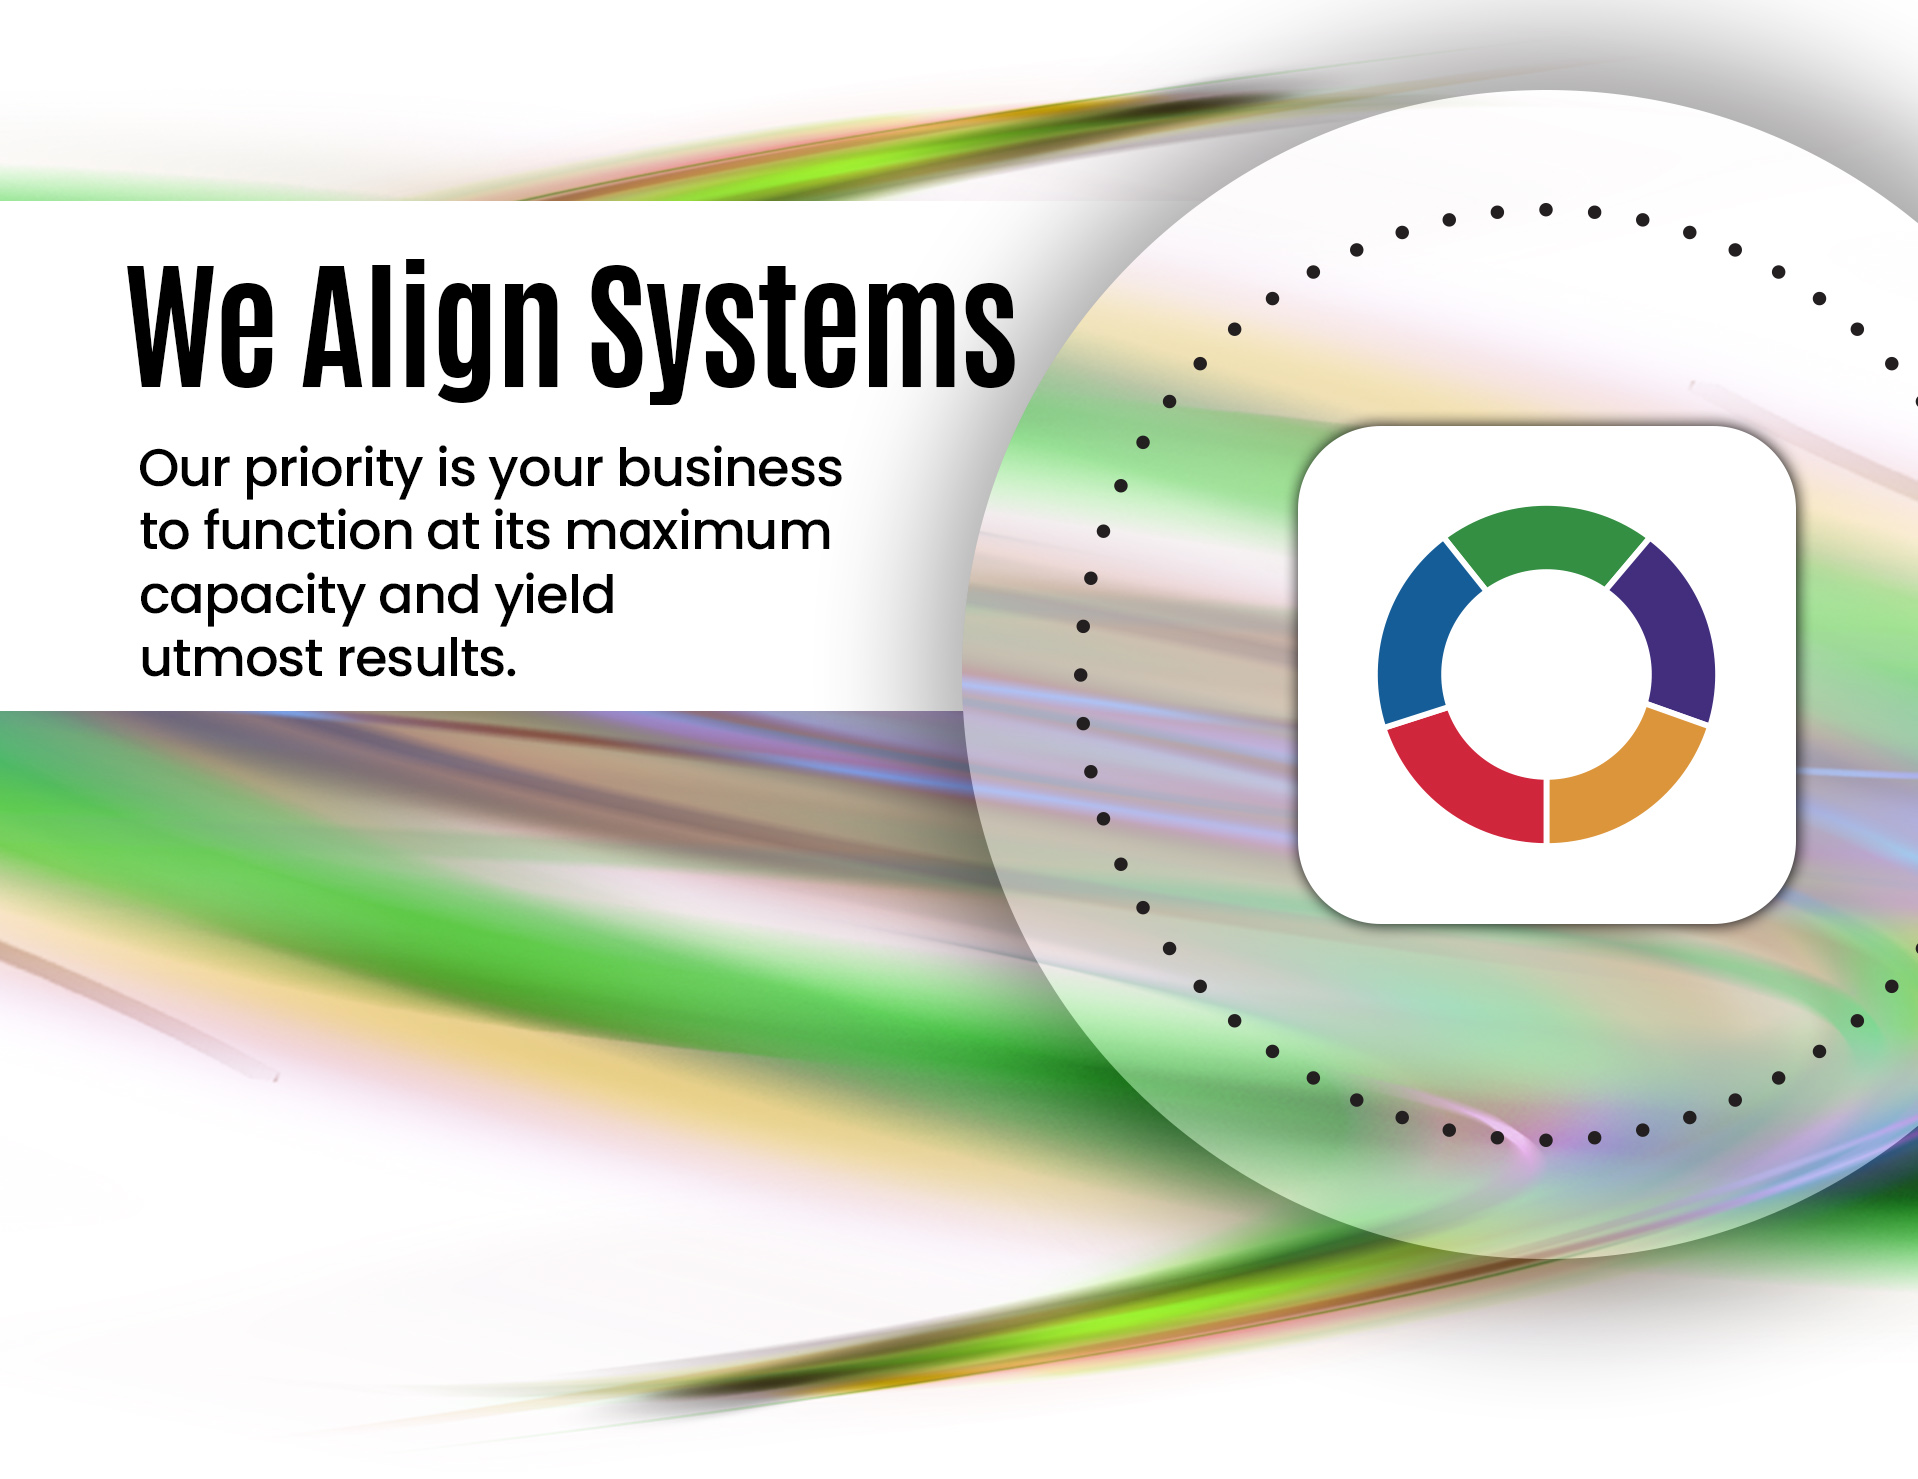 We Align Systems
Our priority is your business
to function at its maximum
capacity and yield
utmost results.